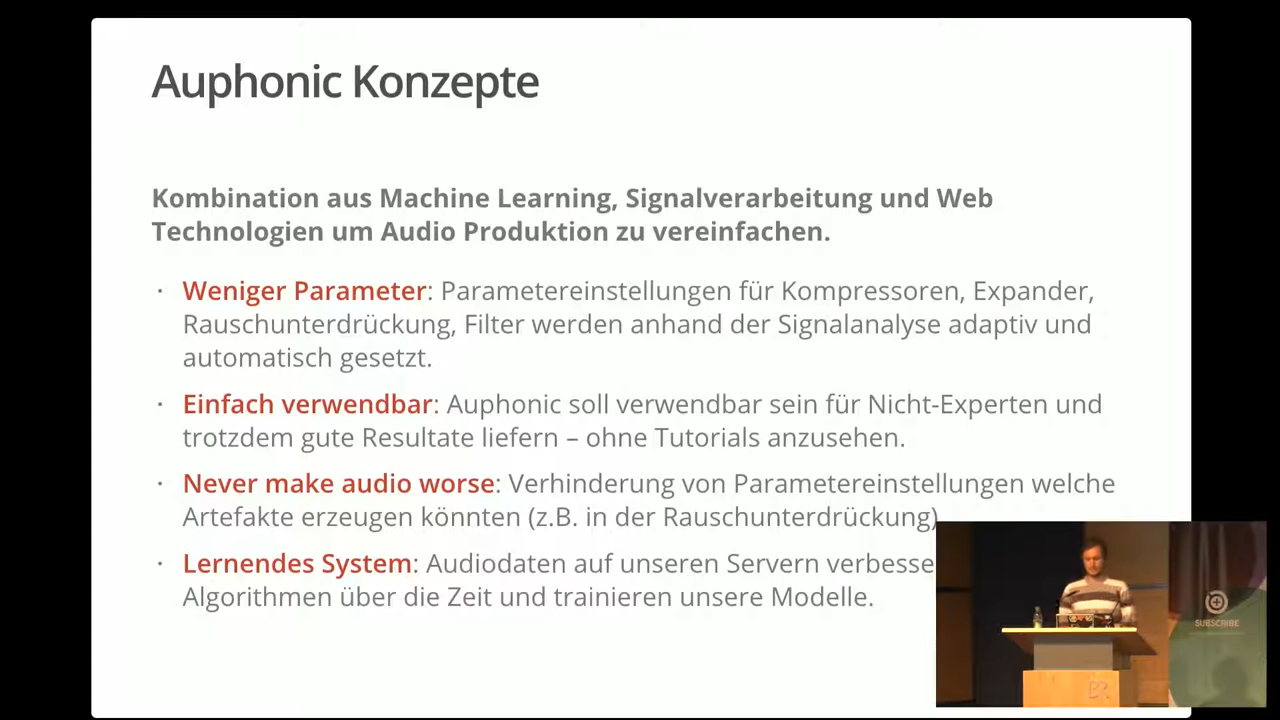 Auphonic Konzepte
Kombination aus Machine Learning, Signalverarbeitung und Web
Technologien um Audio Produktion zu vereinfachen.
· Weniger Parameter: Parametereinstellungen für Kompressoren, Expander,
Rauschunterdrückung, Filter werden anhand der Signalanalyse adaptiv und
automatisch gesetzt.
· Einfach verwendbar: Auphonic soll verwendbar sein für Nicht-Experten und
trotzdem gute Resultate liefern – ohne Tutorials anzusehen.
· Never make audio worse: Verhinderung von Parametereinstellungen welche
Artefakte erzeugen könnten (z.B. in der Rauschunterdrückung)
· Lernendes System: Audiodaten auf unseren Servern verbesse
Algorithmen über die Zeit und trainieren unsere Modelle.
SUBSCRIBE
BR